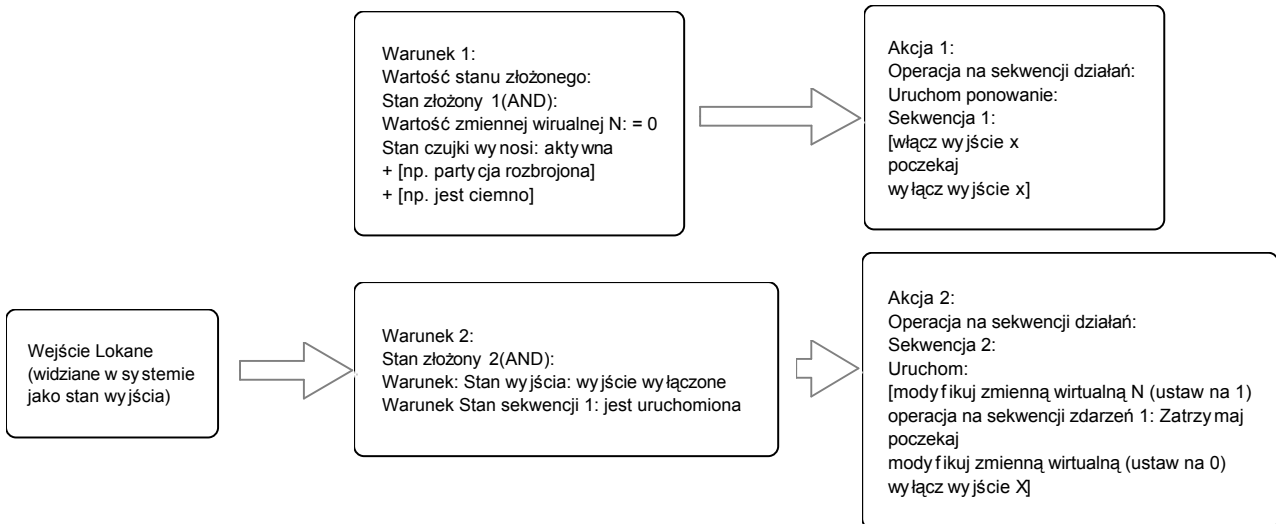 Warunek 1:
Wartość stanu złożonego:
Stan złożony 1(AND):
Wartość zmiennej wirualnej N: = 0
Stan czujki wynosi: aktywna
+ [np. partycja rozbrojona]
+ [np. jest ciemno]
Akcja 1:
Operacja na sekwencji działań:
Uruchom ponowanie:
Sekwencja 1:
[włącz wyjście x
poczekaj
wyłącz wyjście x]
Wejście Lokane
(widziane w systemie
jako stan wyjścia)
Warunek 2:
Stan złożony 2(AND):
Warunek: Stan wyjścia: wyjście wyłączone
Warunek Stan sekwencji 1: jest uruchomiona
Akcja 2:
Operacja na sekwencji działań:
Sekwencja 2:
Uruchom:
[modyfikuj zmienną wirtualną N (ustaw na 1)
operacja na sekwencji zdarzeń 1: Zatrzymaj
poczekaj
modyfikuj zmienną wirtualną (ustaw na 0)
wyłącz wyjście X]